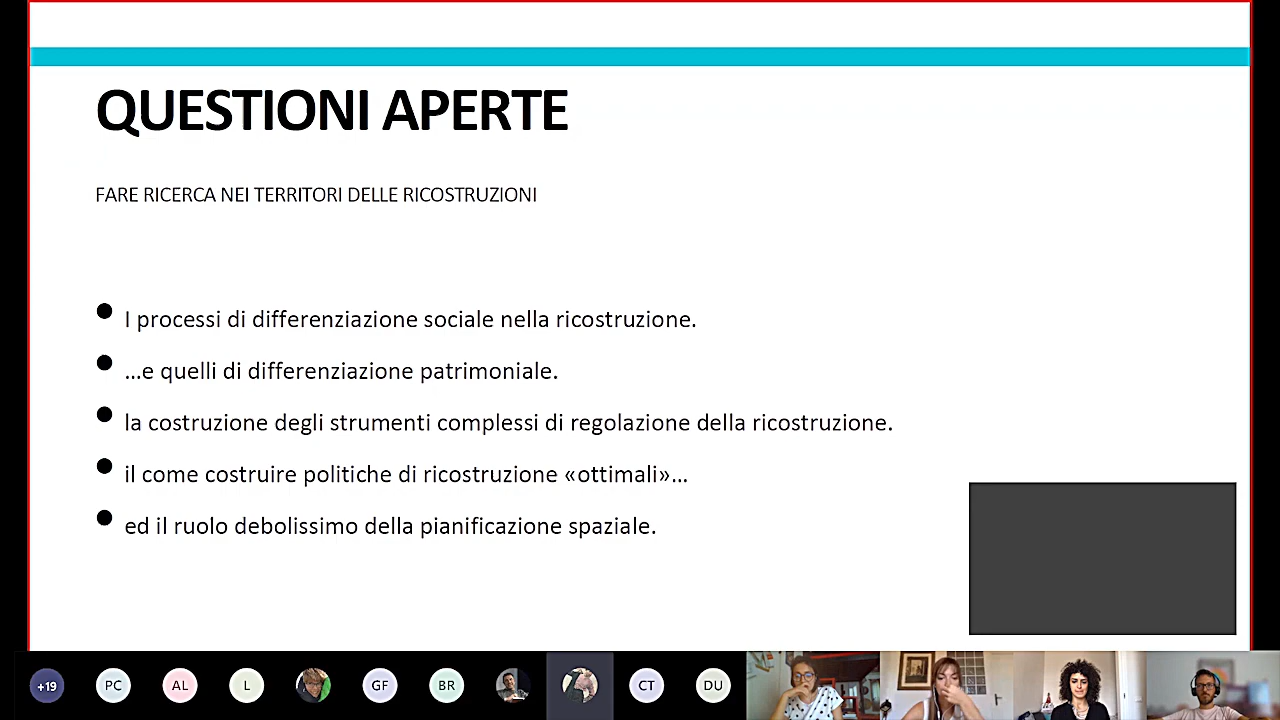 QUESTIONI APERTE
FARE RICERCA NEI TERRITORI DELLE RICOSTRUZIONI
I processi di differenziazione sociale nella ricostruzione.
...e quelli di differenziazione patrimoniale.
la costruzione degli strumenti complessi di regolazione della ricostruzione.
il come costruire politiche di ricostruzione «ottimali»...
ed il ruolo debolissimo della pianificazione spaziale.
+19 PC AL L GF BR CT DU